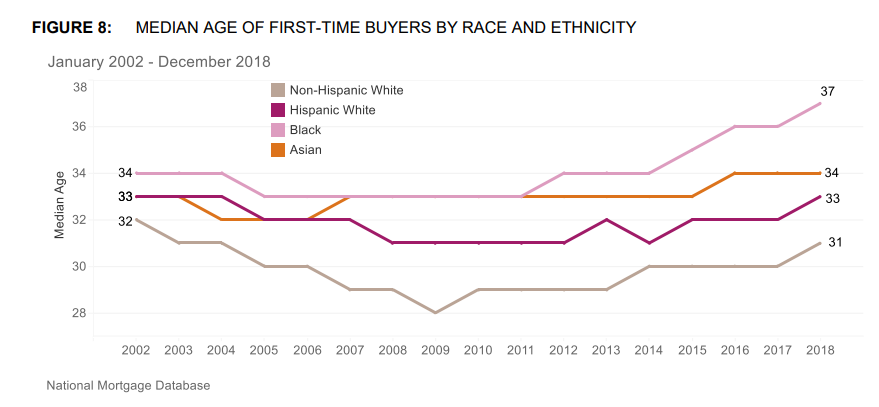 FIGURE 8: MEDIAN AGE OF FIRST-TIME BUYERS BY RACE AND ETHNICITY
January 2002 - December 2018
Median Age
38
36
34
32
30
28
Non-Hispanic White
Hispanic White
Black
Asian
34
33
32
37
34
33
31
2002 2003 2004 2005 2006 2007 2008 2009 2010 2011 2012 2013 2014 2015 2016 2017 2018
National Mortgage Database